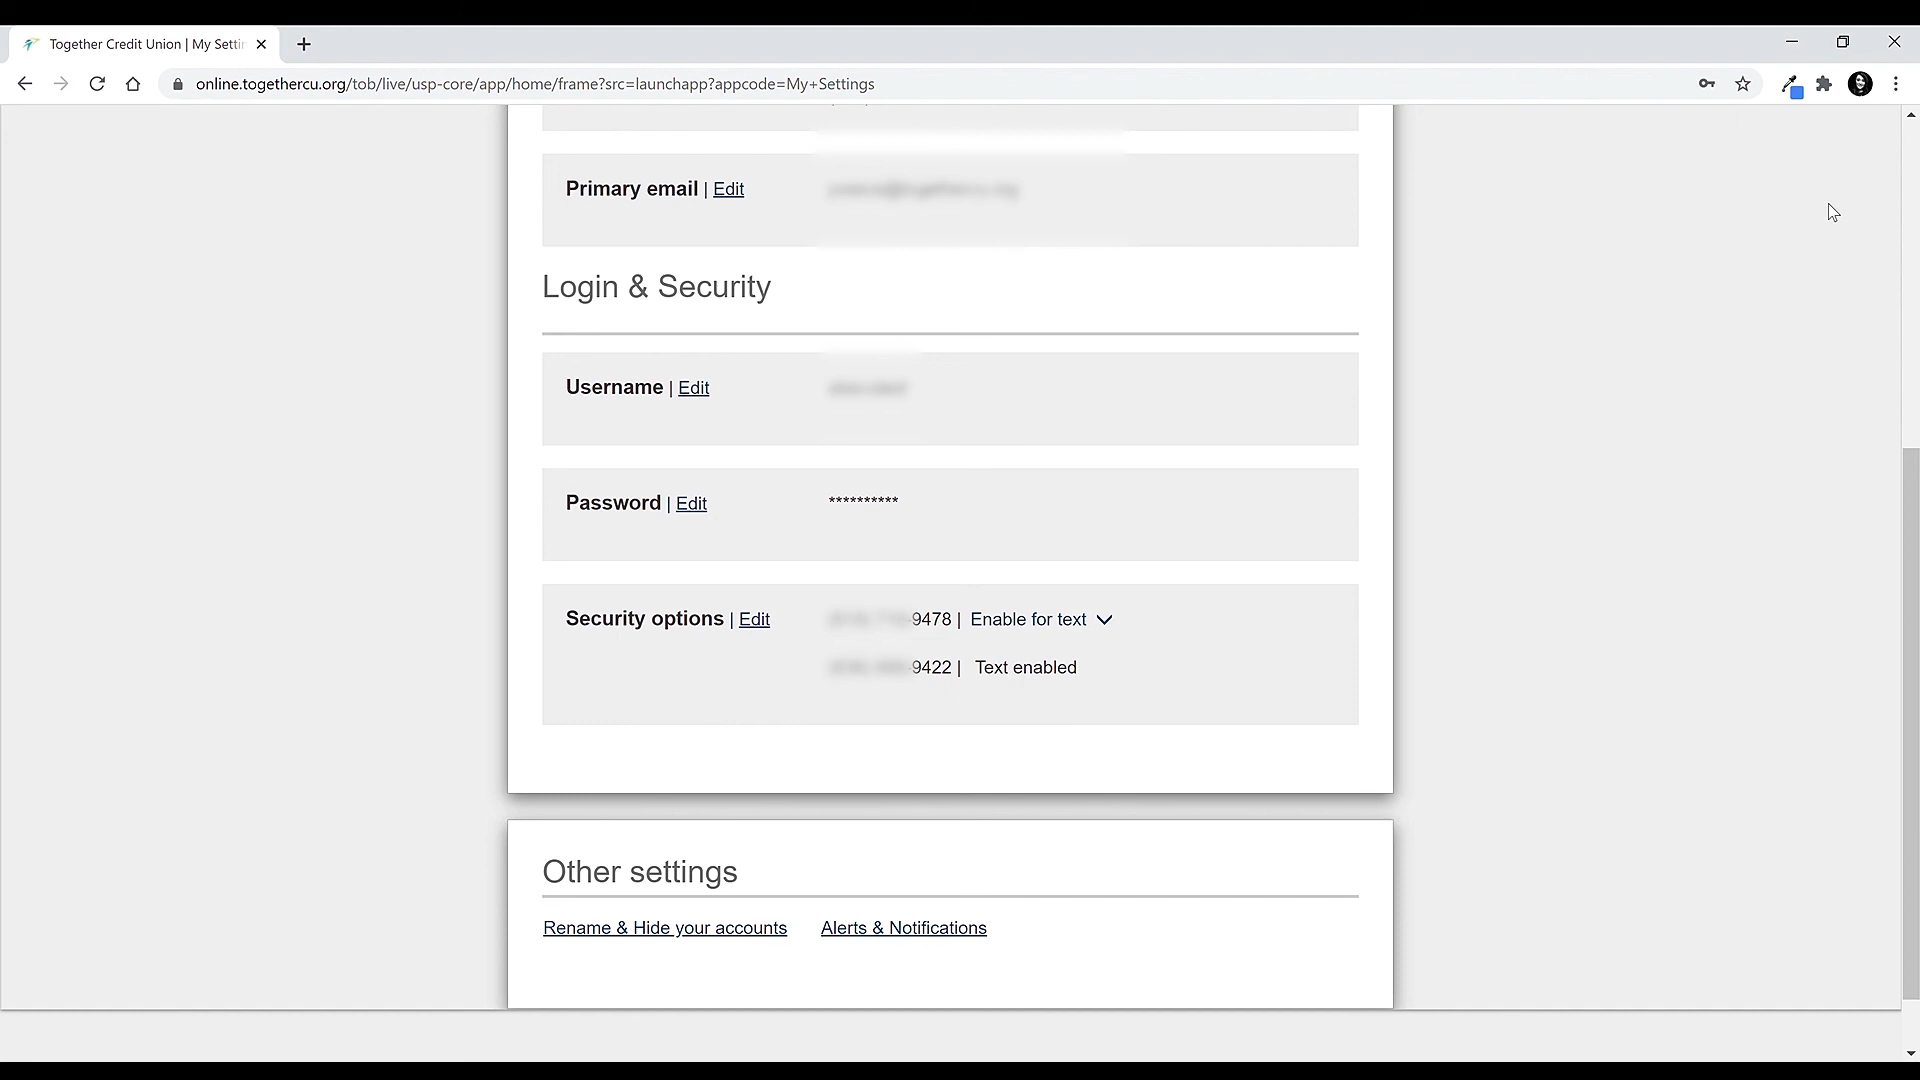 Together Credit Union | My Settin
online.togethercu.org/tob/live/usp-core/app/home/frame?src=launchapp?appcode=My+Settings
Primary email | Edit
Login & Security
Username | Edit
Password | Edit **********
Security options | Edit 9478 | Enable for text
9422 | Text enabled
Other settings
Rename & Hide your accounts Alerts & Notifications